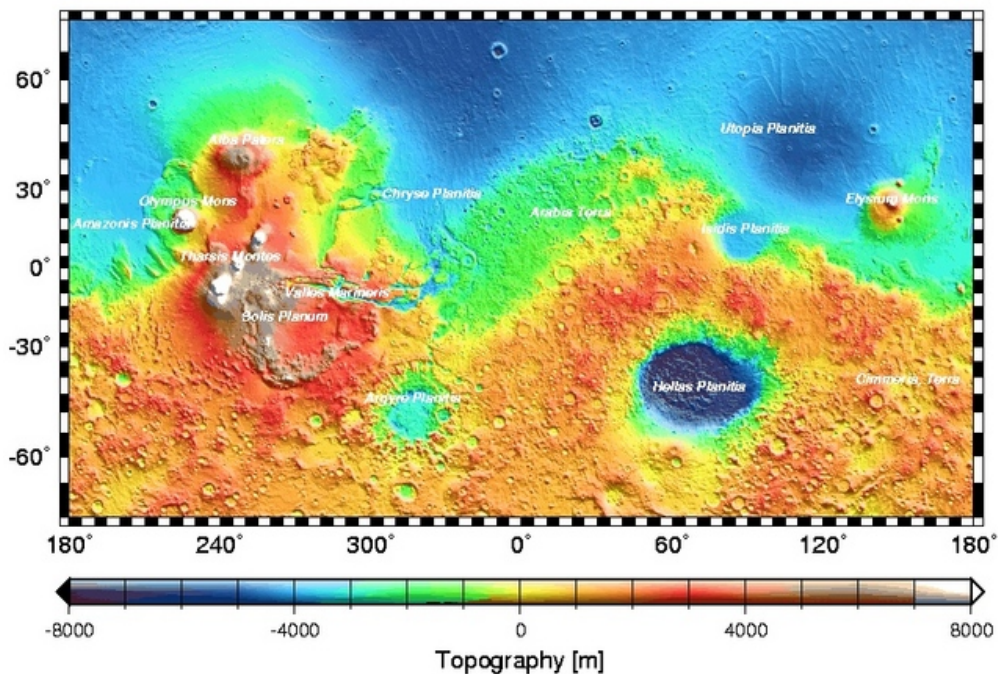 60°
30°
0°
-30°
-60°
Alba Patera
Utopia Planitia
Chryse Planitia
Olympus Mons
Elysium Mons
Arabia Terra
Amazonis Planitia
Isidis Planitia
Tharsis Montes
Valles Marineris
Solis Planum
Cimmeria, Terra
Hellas Planitia
Argyre Planitia
180° 240° 300° 0° 60° 120° 180°
-8000 -4000 0 4000 8000
Topography [m]